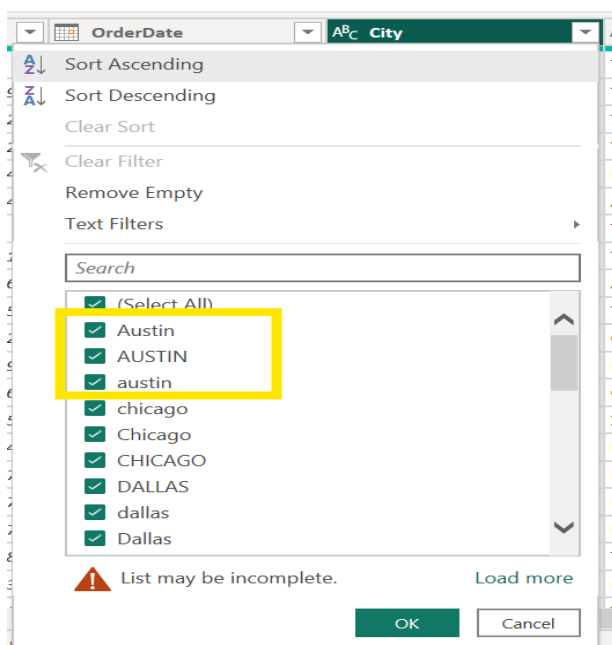 OrderDate ABC City
Sort Ascending
Sort Descending
Clear Sort
Clear Filter
Remove Empty
Text Filters
Search
(Select All)
Austin
AUSTIN
austin
chicago
Chicago
CHICAGO
DALLAS
dallas
Dallas
List may be incomplete. Load more
OK Cancel